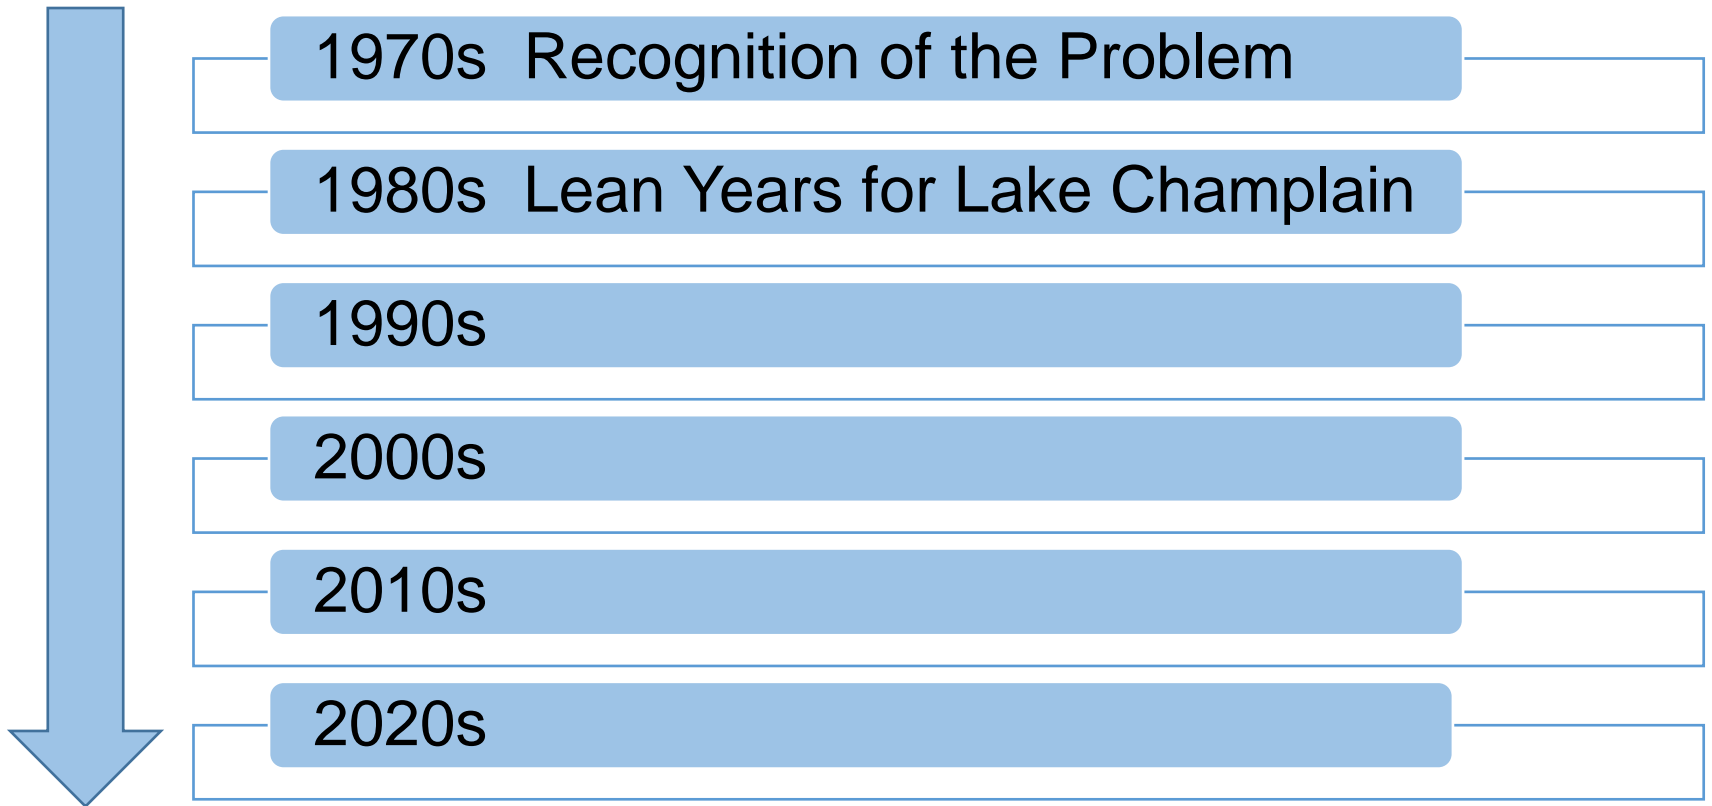 1970s  Recognition of the Problem
1980s  Lean Years for Lake Champlain
1990s
2000s
2010s
2020s